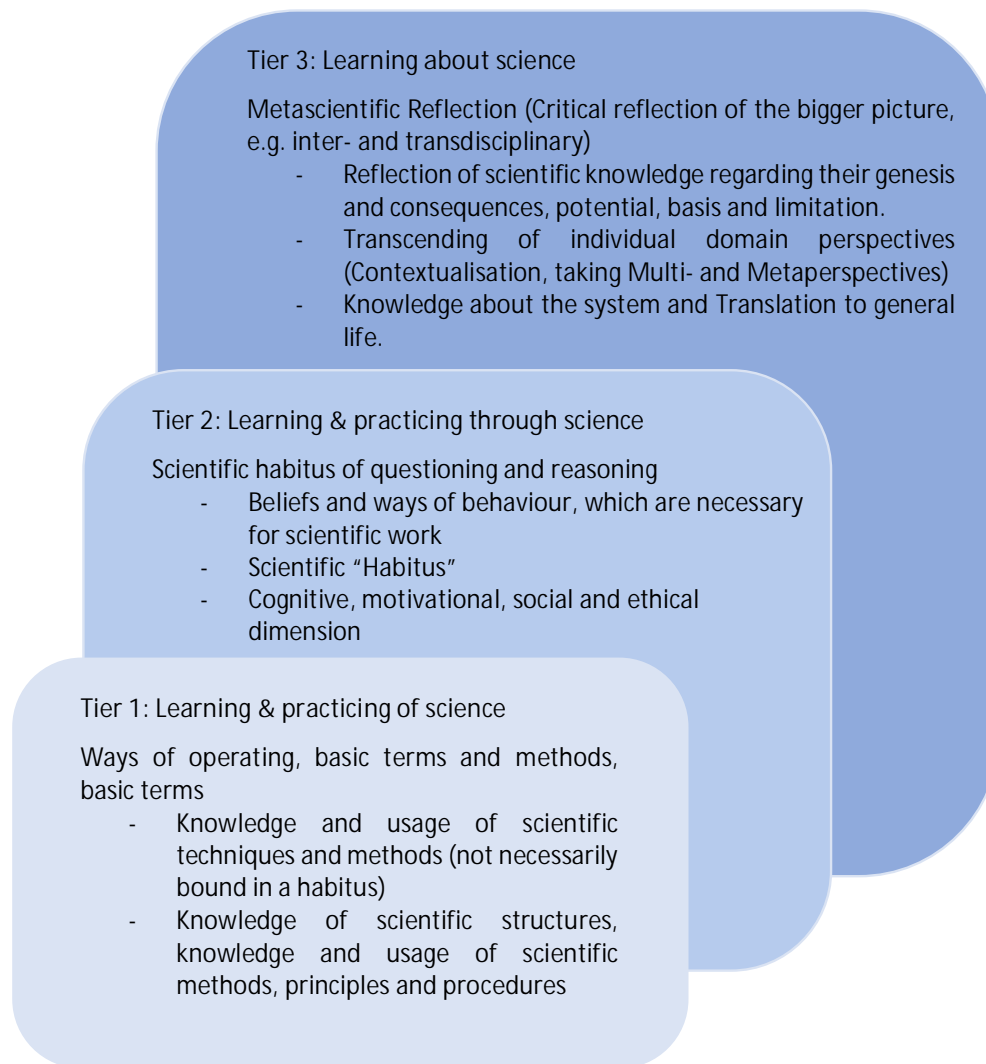 Tier 3: Learning about science
Metascientific Reflection (Critical reflection of the bigger picture,
e.g. inter- and transdisciplinary)
- Reflection of scientific knowledge regarding their genesis
and consequences, potential, basis and limitation.
- Transcending of individual domain perspectives
(Contextualisation, taking Multi- and Metaperspectives)
- Knowledge about the system and Translation to general
life.
Tier 2: Learning & practicing through science
Scientific habitus of questioning and reasoning
- Beliefs and ways of behaviour, which are necessary
for scientific work
- Scientific “Habitus”
- Cognitive, motivational, social and ethical
dimension
Tier 1: Learning & practicing of science
Ways of operating, basic terms and methods,
basic terms
- Knowledge and usage of scientific
techniques and methods (not necessarily
bound in a habitus)
- Knowledge of scientific structures,
knowledge and usage of scientific
methods, principles and procedures